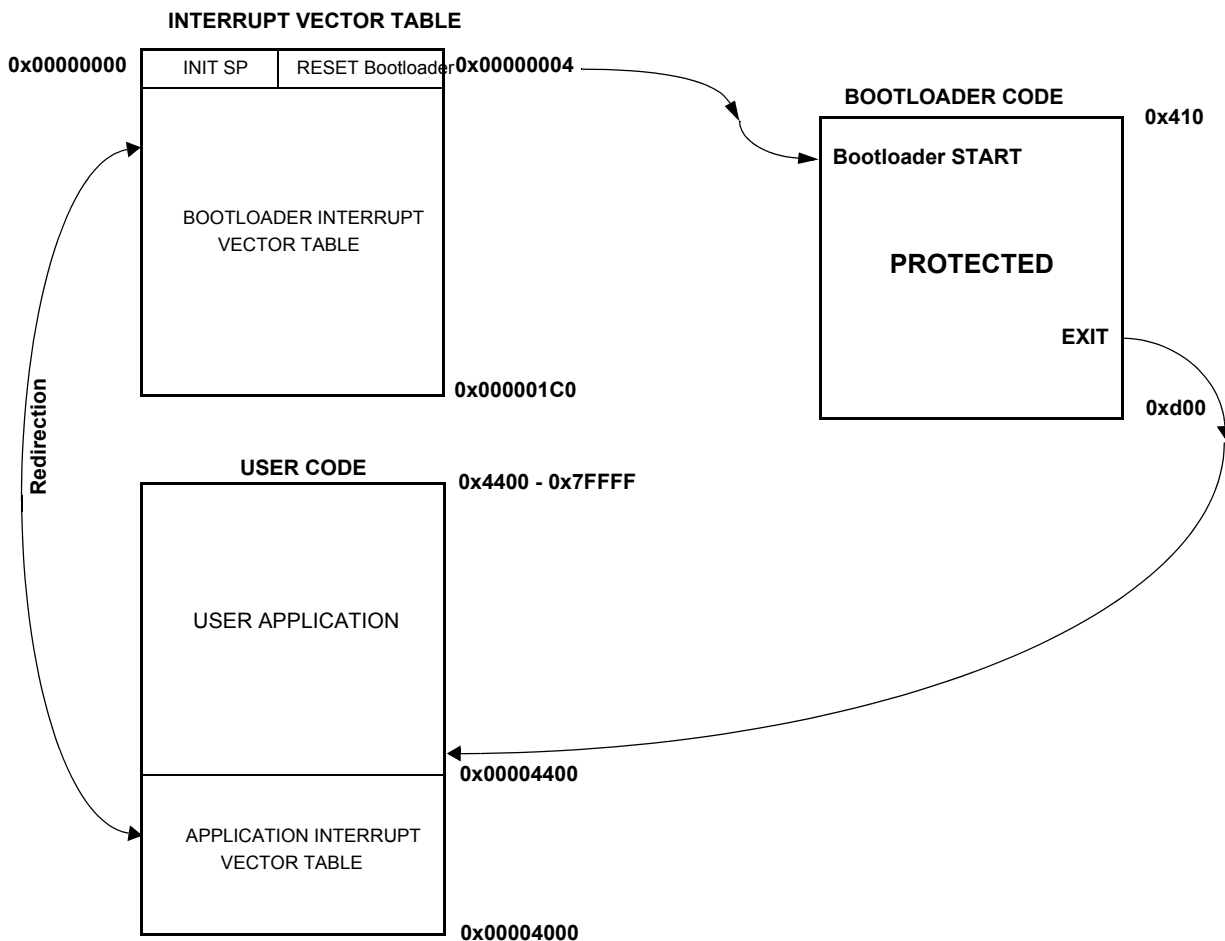 INTERRUPT VECTOR TABLE
0x00000000
INIT SP
RESET Bootloader
0x00000004
BOOTLOADER INTERRUPT
VECTOR TABLE
0x000001C0
Redirection
BOOTLOADER CODE
0x410
Bootloader START
PROTECTED
EXIT
0xd00
USER CODE
0x4400 - 0x7FFFF
USER APPLICATION
0x00004400
APPLICATION INTERRUPT
VECTOR TABLE
0x00004000